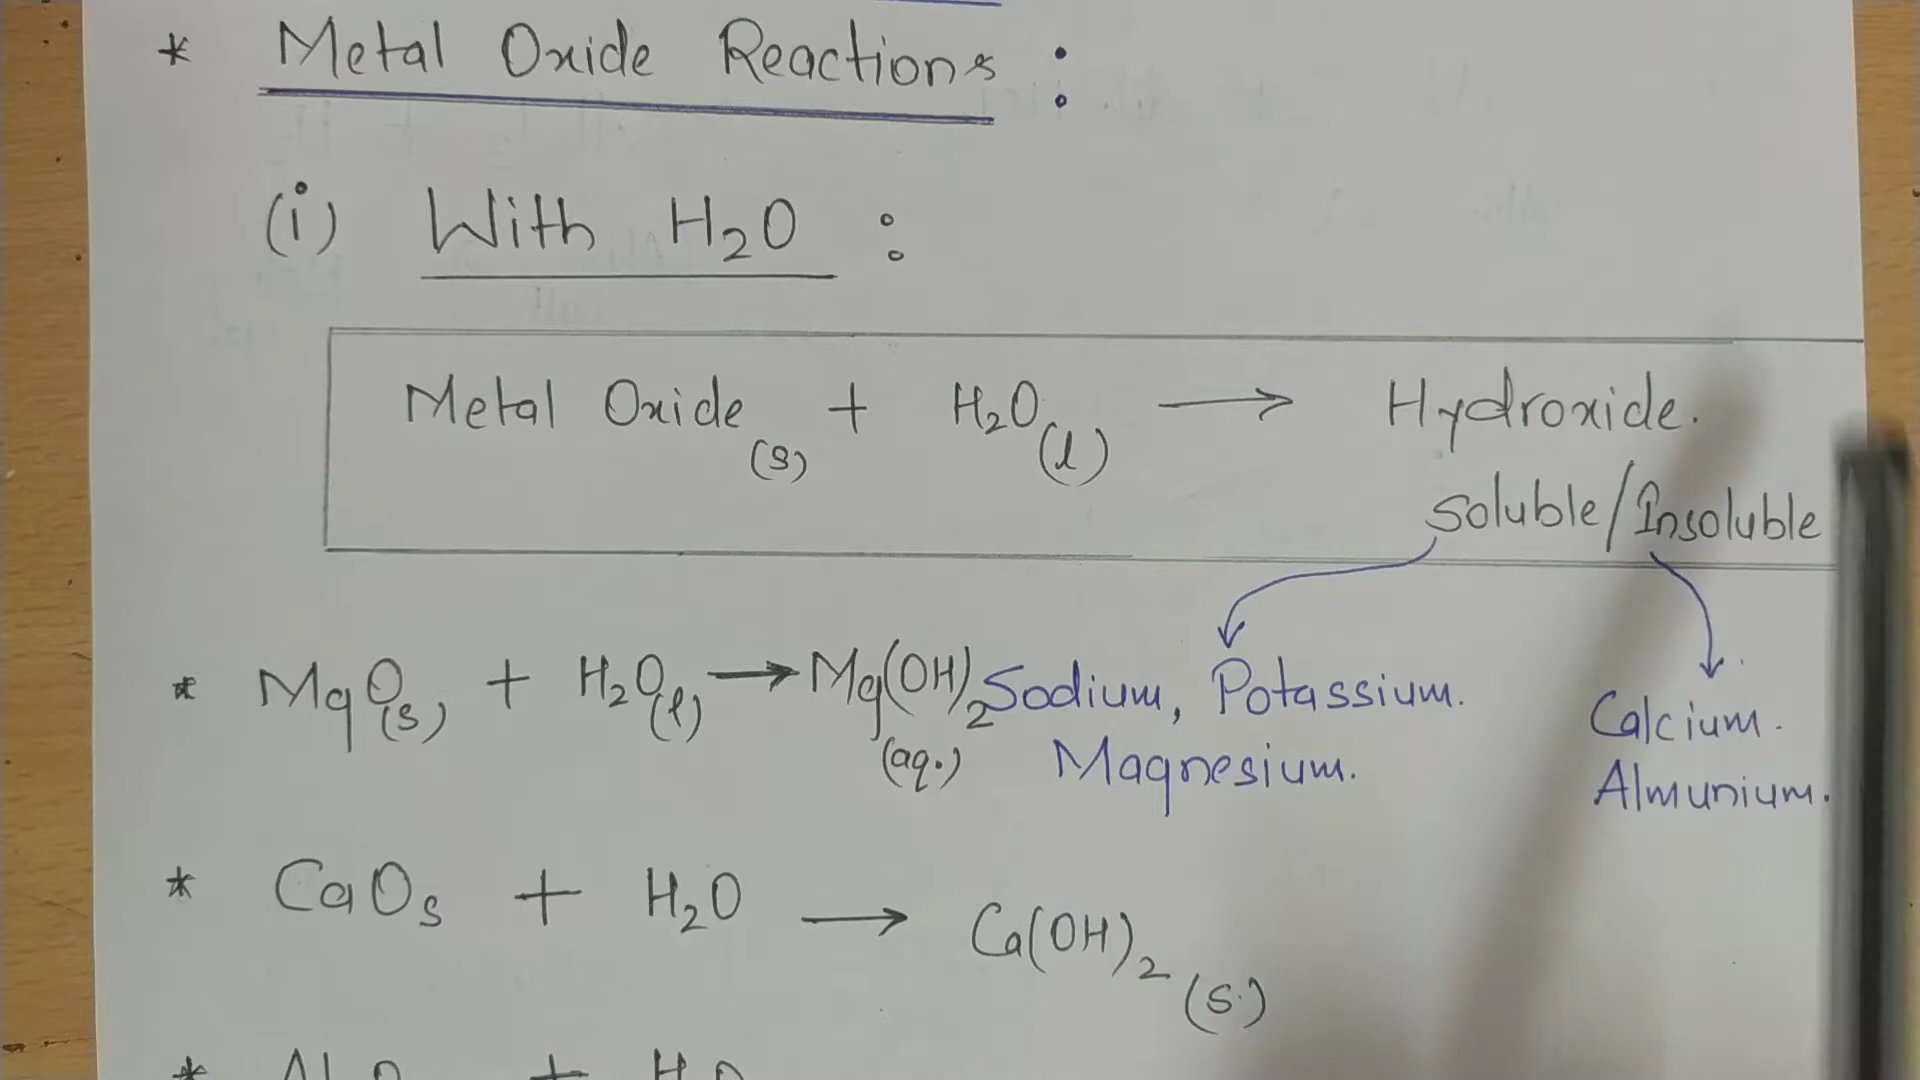 * Metal Oxide Reactions :
(i) With H₂O :
Metal Oxide (s) + H₂O (l) → Hydroxide.
Soluble/Insoluble
* MgO (s) + H₂O (l) → Mg(OH)₂ (aq.)
Sodium, Potassium.
Magnesium.
Calcium.
Almunium.
* CaO s + H₂O → Ca(OH)₂ (s)